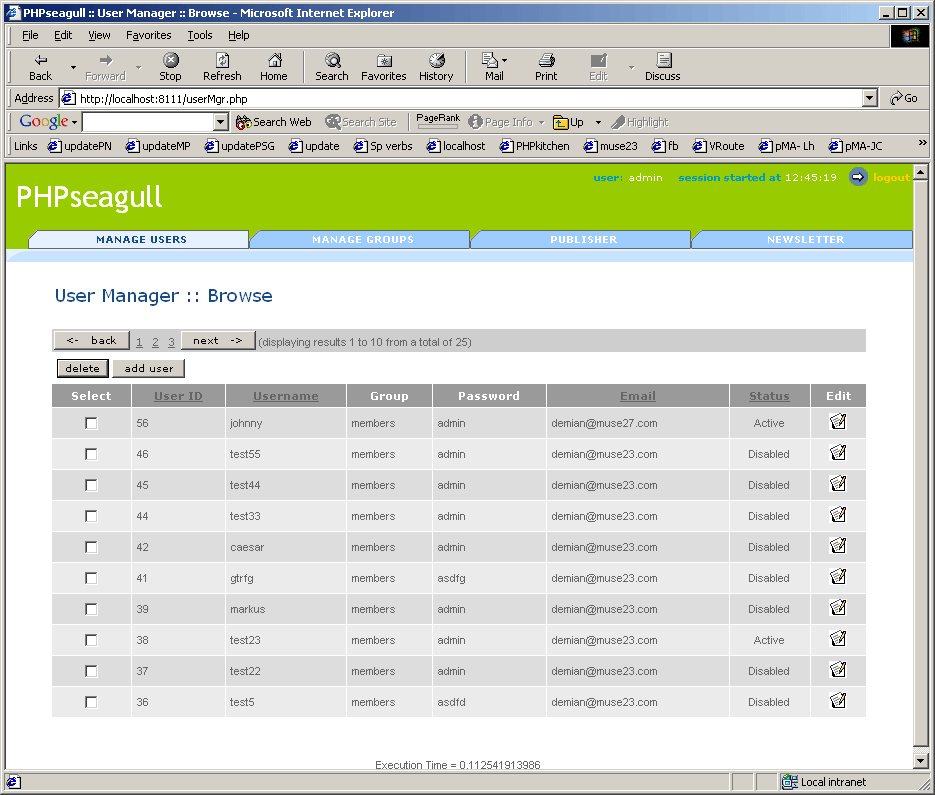 PHPseagull :: User Manager :: Browse - Microsoft Internet Explorer
File Edit View Favorites Tools Help
Back Forward Stop Refresh Home Search Favorites History Mail Print Edit Discuss
Address http://localhost:8111/userMgr.php Go
Google Search Web Search Site PageRank Page Info Up Highlight
Links updatePN updateMP updatePSG update Sp verbs localhost PHPkitchen muse23 fb VRoute pMA- Lh pMA-JC »
user: admin session started at 12:45:19 logout
PHPseagull
MANAGE USERS MANAGE GROUPS PUBLISHER NEWSLETTER
User Manager :: Browse
<- back 1 2 3 next -> (displaying results 1 to 10 from a total of 25)
delete add user
Select User ID Username Group Password Email Status Edit
56 johnny members admin demian@muse27.com Active
46 test55 members admin demian@muse23.com Disabled
45 test44 members admin demian@muse23.com Disabled
44 test33 members admin demian@muse23.com Disabled
42 caesar members admin demian@muse23.com Disabled
41 gtrfg members asdfg demian@muse23.com Disabled
39 markus members admin demian@muse23.com Disabled
38 test23 members admin demian@muse23.com Active
37 test22 members admin demian@muse23.com Disabled
36 test5 members asdfd demian@muse23.com Disabled
Execution Time = 0.112541913986
Local intranet